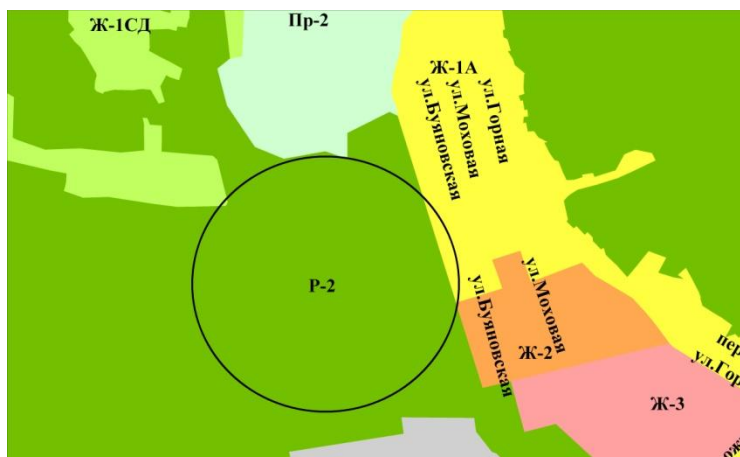 Ж-1СД
Пр-2
Ж-1А
ул.Буяновская
ул.Моховая
ул.Горная
Р-2
ул.Буяновская
ул.Моховая
Ж-2
пер
ул.Гор
Ж-3
ож